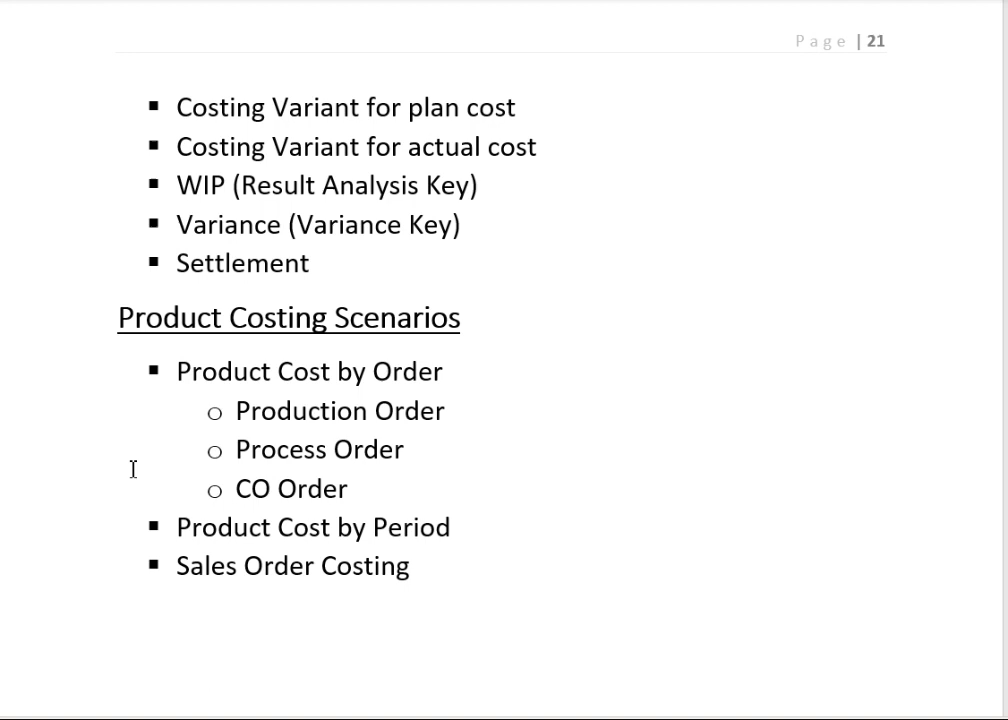 Page | 21
▪ Costing Variant for plan cost
▪ Costing Variant for actual cost
▪ WIP (Result Analysis Key)
▪ Variance (Variance Key)
▪ Settlement
Product Costing Scenarios
▪ Product Cost by Order
o Production Order
o Process Order
o CO Order
▪ Product Cost by Period
▪ Sales Order Costing